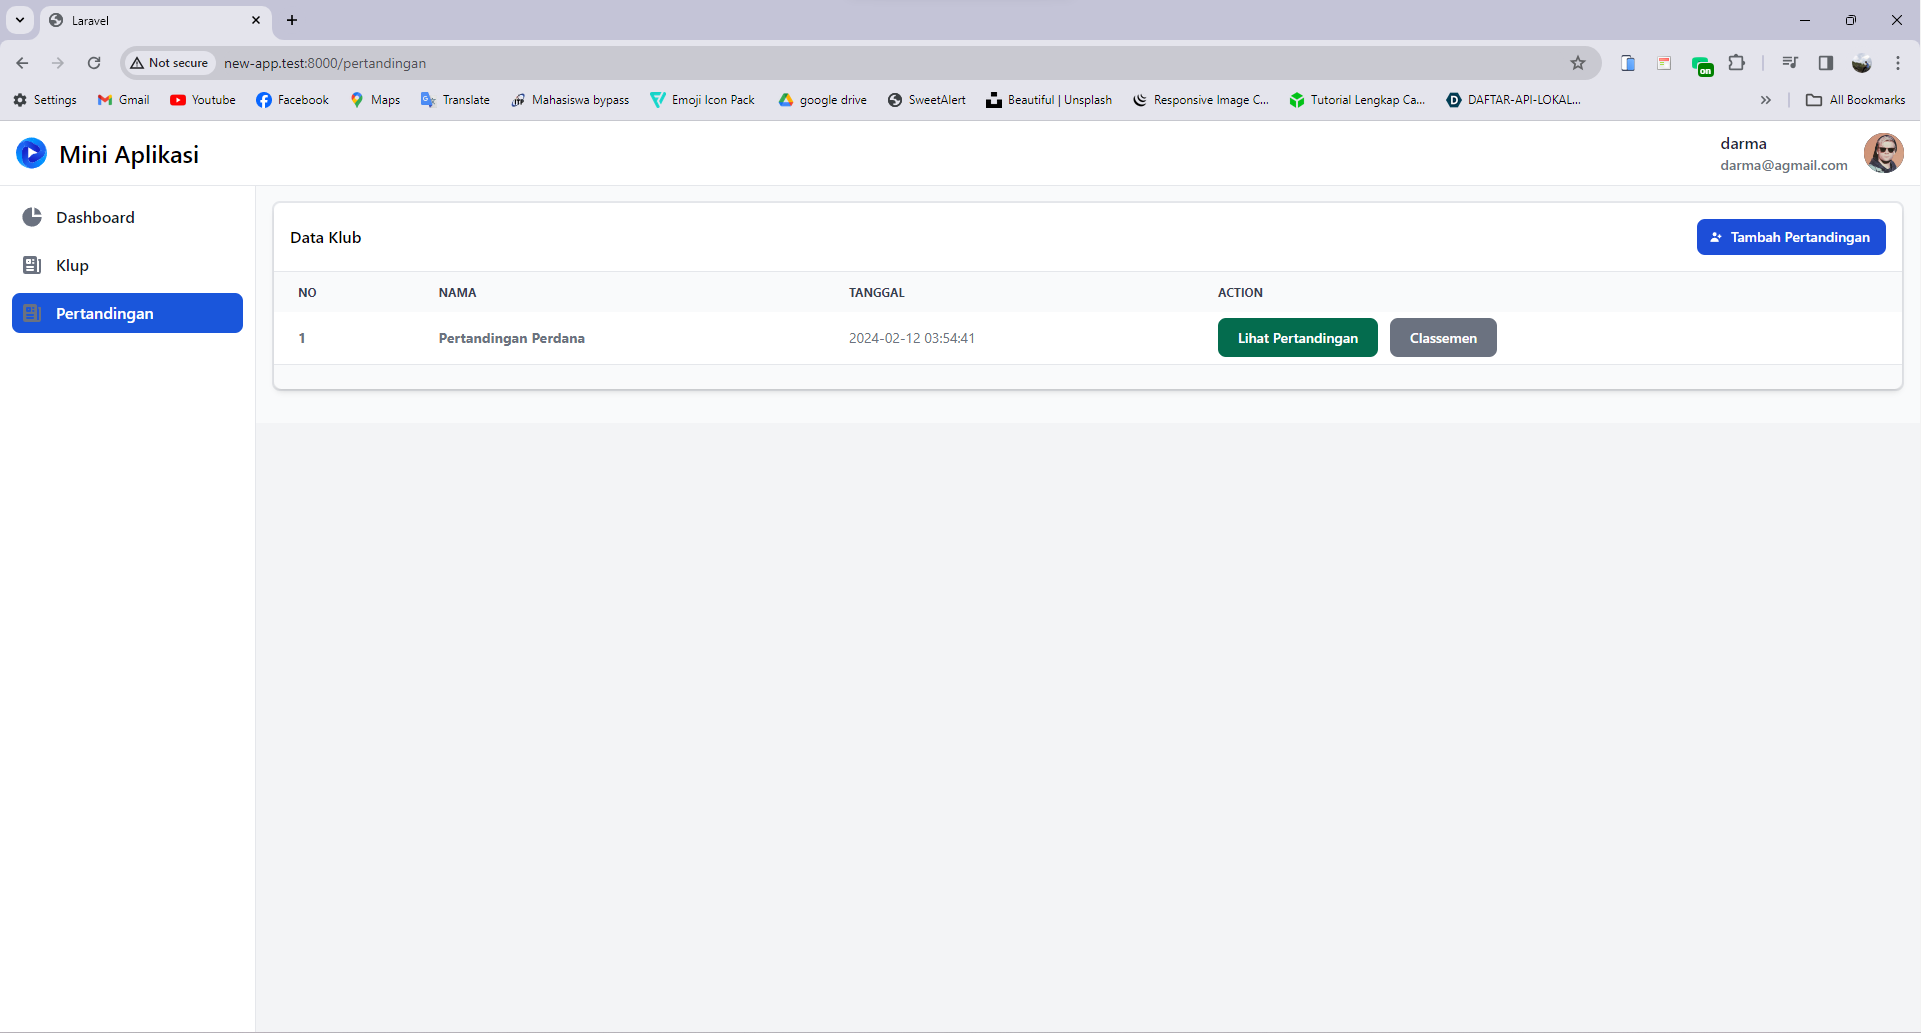 Laravel
Not secure new-app.test:8000/pertandingan
on
Settings Gmail Youtube Facebook Maps Translate Mahasiswa bypass Emoji Icon Pack google drive SweetAlert Beautiful | Unsplash Responsive Image C... Tutorial Lengkap Ca... DAFTAR-API-LOKAL... All Bookmarks
Mini Aplikasi
darma
darma@agmail.com
Dashboard
Klup
Pertandingan
Data Klub
Tambah Pertandingan
NO NAMA TANGGAL ACTION
1 Pertandingan Perdana 2024-02-12 03:54:41 Lihat Pertandingan Classemen